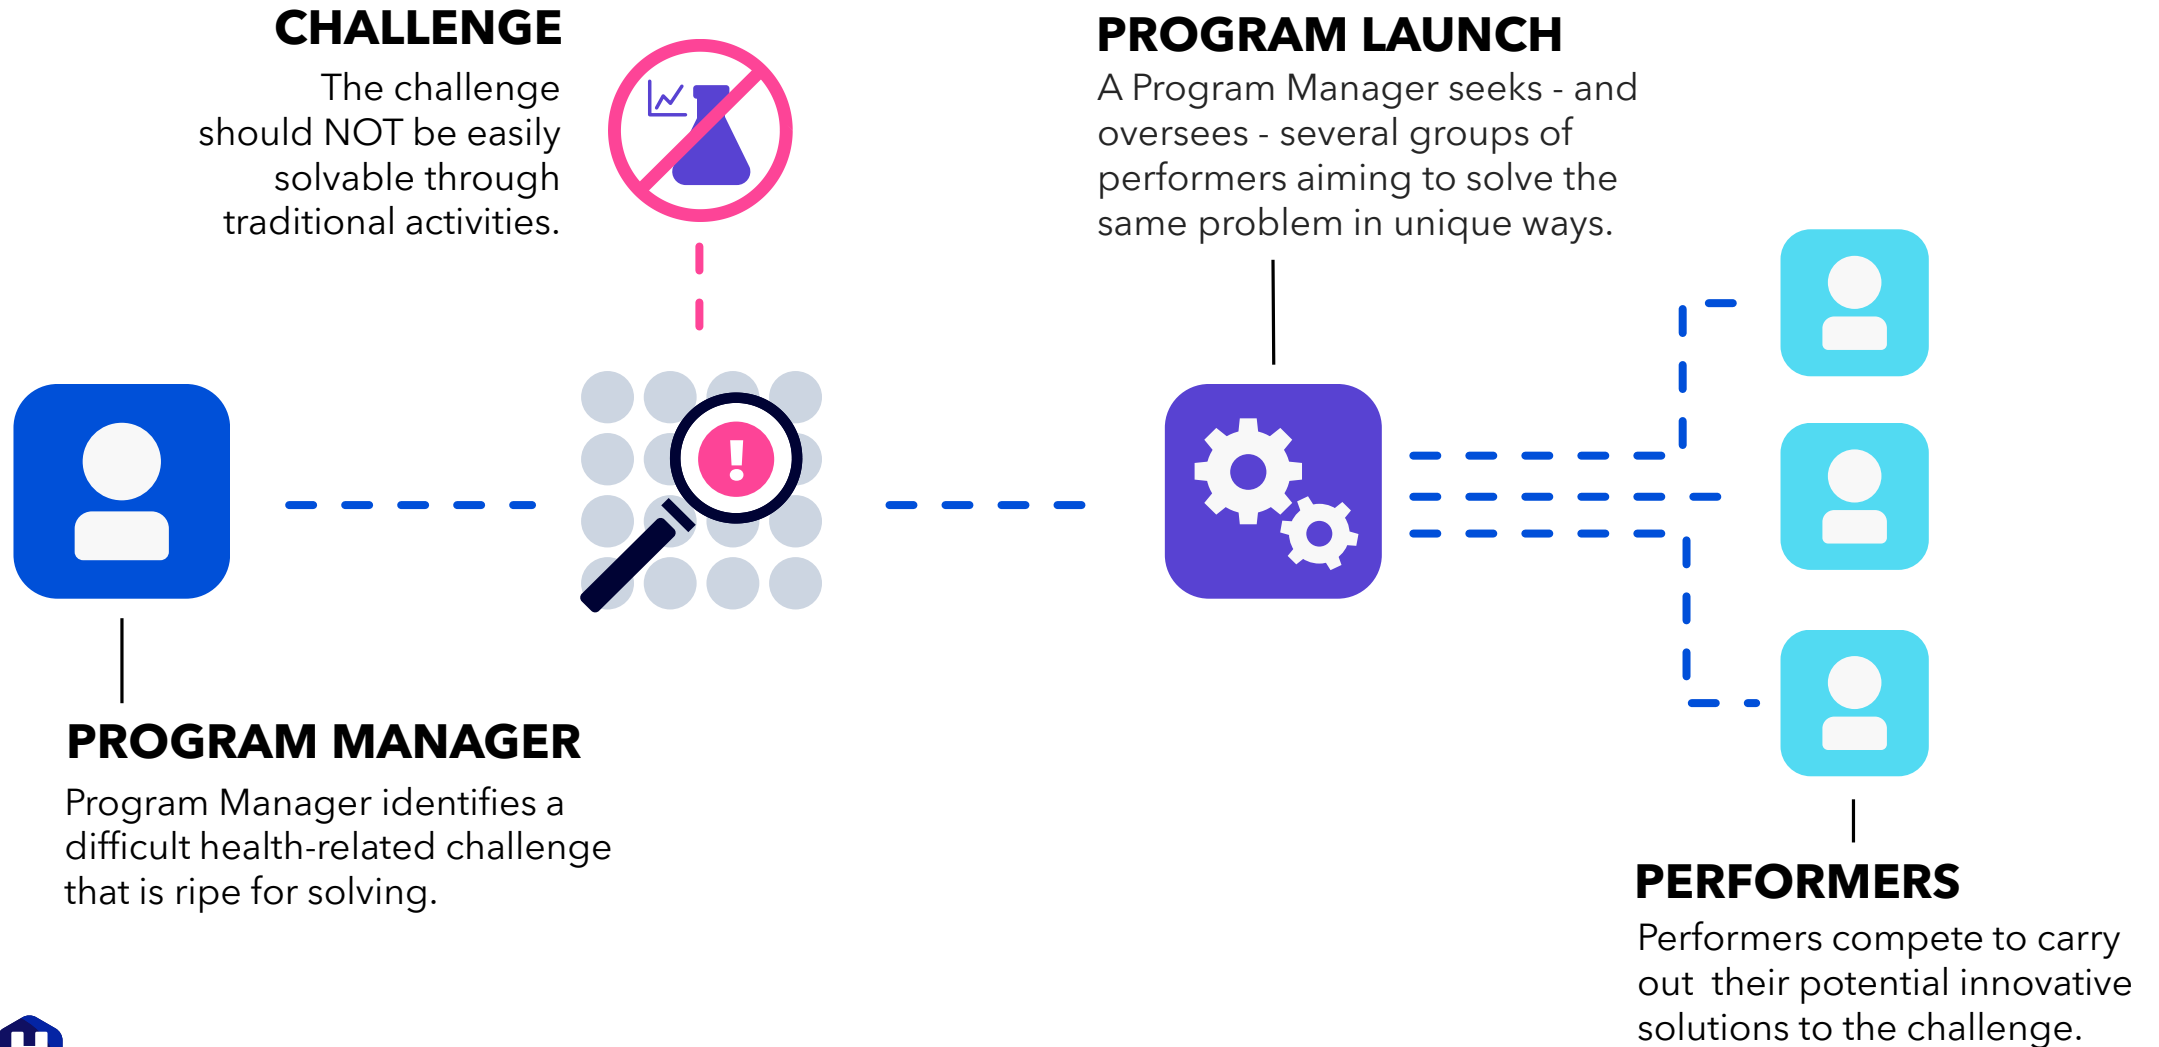 CHALLENGE
The challenge
should NOT be easily
solvable through
traditional activities.
PROGRAM LAUNCH
A Program Manager seeks - and
oversees - several groups of
performers aiming to solve the
same problem in unique ways.
!
PROGRAM MANAGER
Program Manager identifies a
difficult health-related challenge
that is ripe for solving.
PERFORMERS
Performers compete to carry
out  their potential innovative
solutions to the challenge.